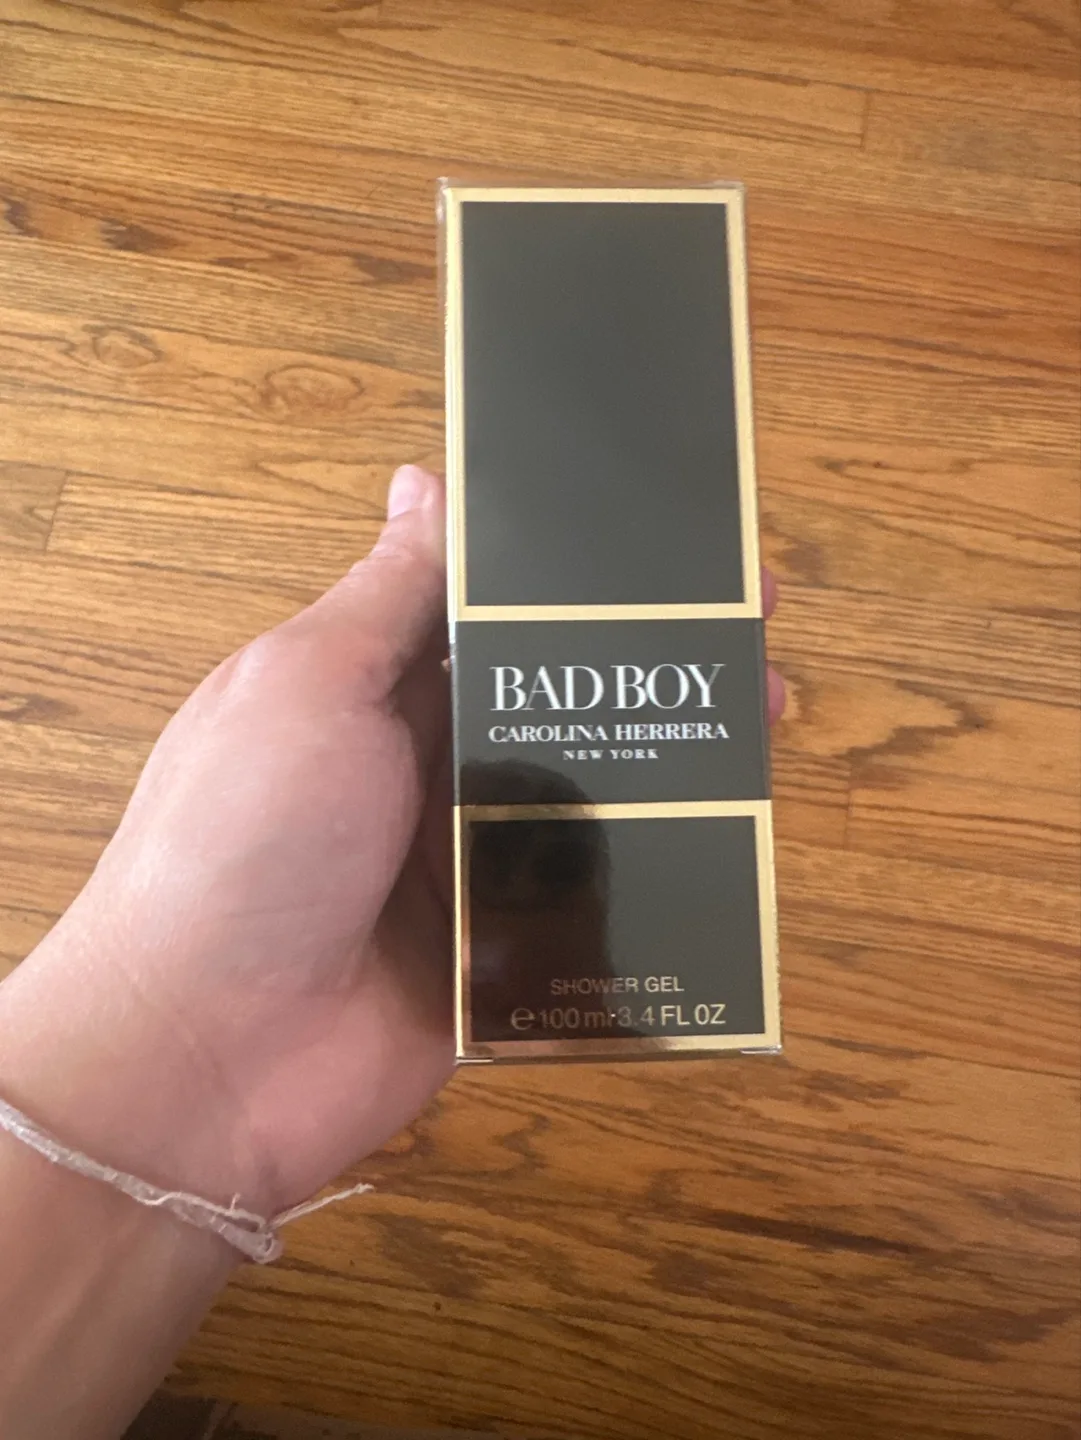 BAD BOY
CAROLINA HERRERA
NEW YORK
SHOWER GEL
℮ 100 ml·3.4 FL OZ